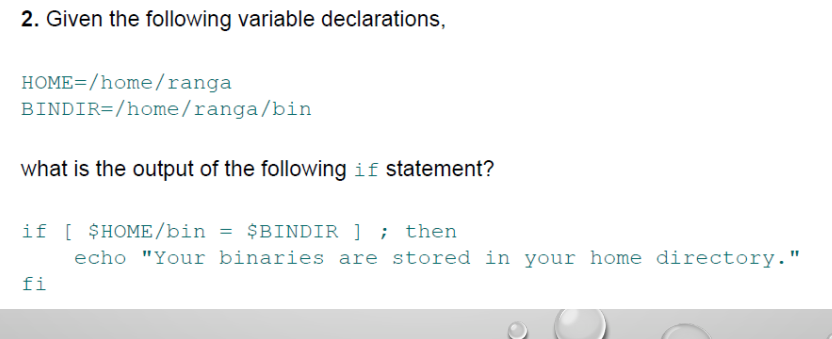 2. Given the following variable declarations,
HOME=/home/ranga
BINDIR=/home/ranga/bin
what is the output of the following if statement?
if [ $HOME/bin = $BINDIR ] ; then
echo "Your binaries are stored in your home directory."
fi